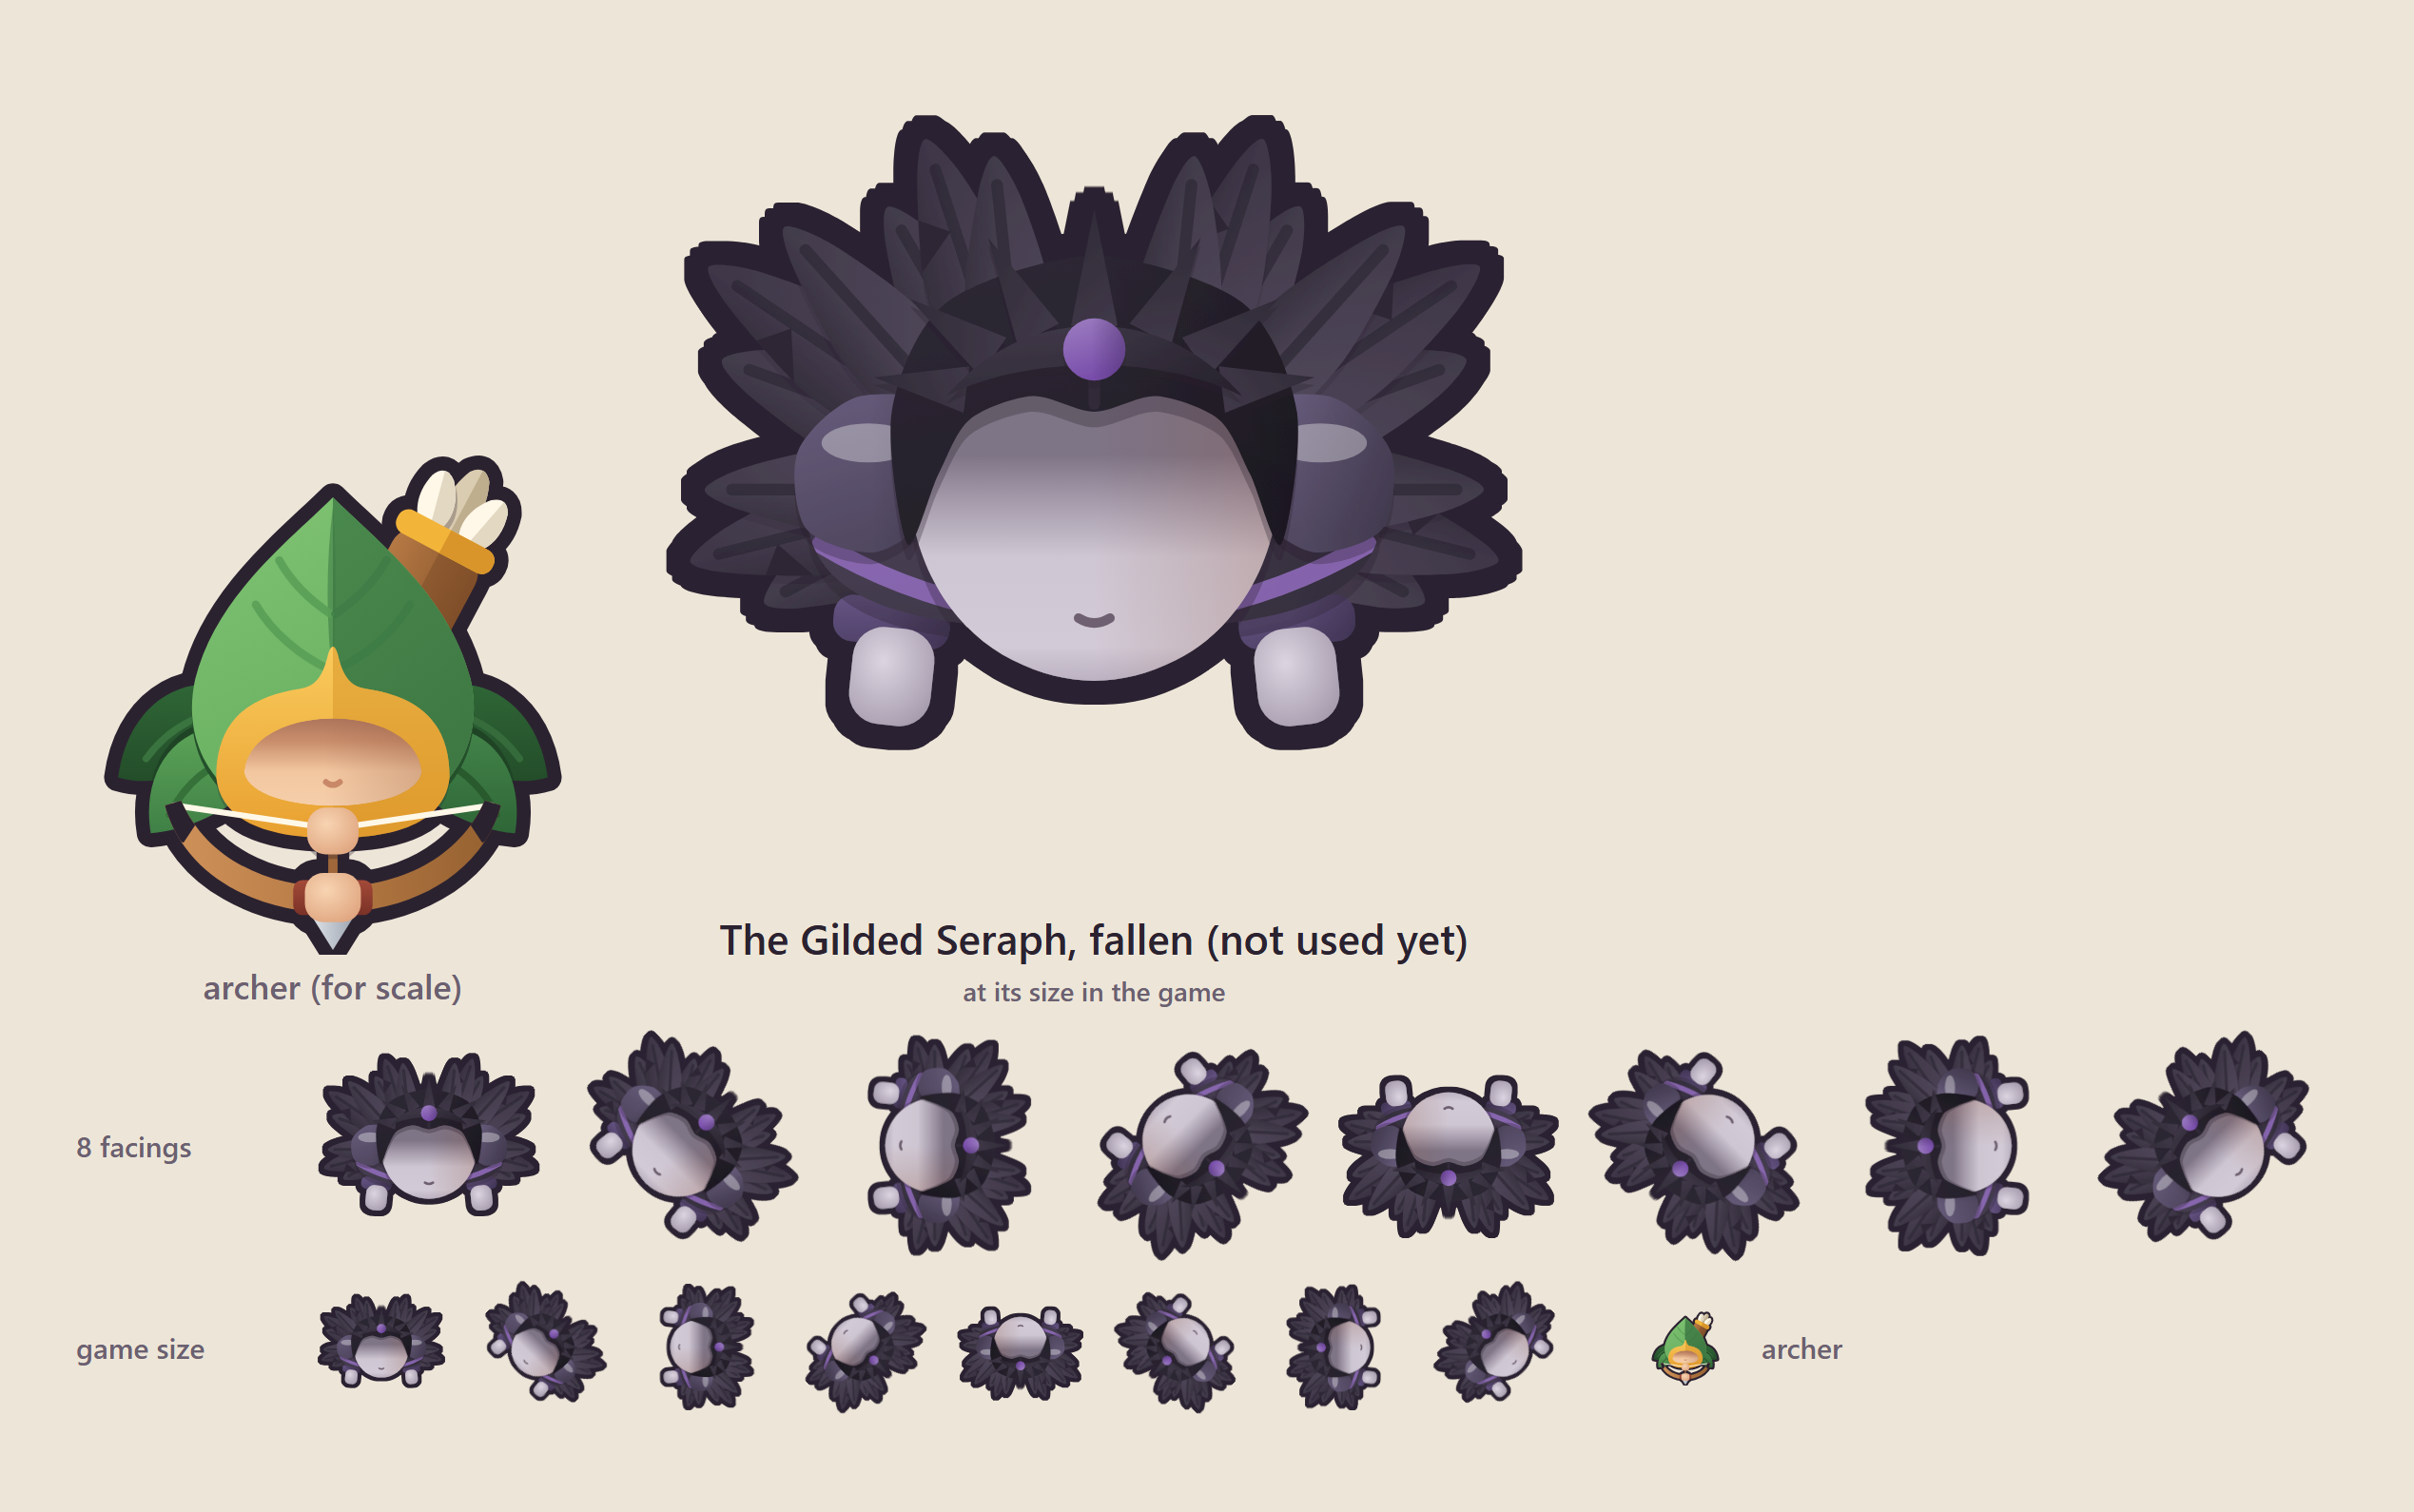 The Gilded Seraph, fallen (not used yet)
archer (for scale)
at its size in the game
8 facings
game size
archer